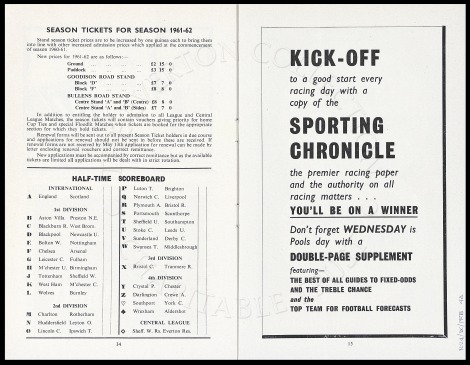 SEASON TICKETS FOR SEASON 1961-62
Stand season ticket prices are to be increased by one guinea each to bring them
into line with other increased admission prices which applied at the commencement
of season 1960-61.
New prices for 1961-62 are as follows:—
Ground £2 15 0
Paddock £3 15 0
GOODISON ROAD STAND—
Block "D" £7 7 0
Block "F" £8 8 0
BULLENS ROAD STAND—
Centre Stand 'A' and 'B' (Centre) £8 8 0
Centre Stand 'A' and 'B' (Sides) £7 7 0
In addition to entitling the holder to admission to all League and Central
League Matches, the season tickets will contain vouchers giving priority for home
Cup Ties and special Floodlit Matches when tickets are booked for the appropriate
section for which they hold tickets.
Renewal forms will be sent out to all present Season Ticket holders in due course
and applications for renewal should not be sent in before these are received. If
renewal forms are not received by May 13th application for renewal can be made by
letter enclosing renewal vouchers and correct remittance.
New applications must be accompanied by correct remittance but as the available
tickets are limited all applications will be dealt with in strict rotation.
HALF-TIME SCOREBOARD
INTERNATIONAL
A England Scotland
1st DIVISION
B Aston Villa Preston N.E.
C Blackburn R. West Brom.
D Blackpool Newcastle U.
E Bolton W. Nottingham
F Chelsea Arsenal
G Leicester C. Fulham
H M'chester U. Birmingham
J Tottenham Sheffield W.
K West Ham M'chester C.
L Wolves Burnley
2nd DIVISION
M Charlton Rotherham
N Huddersfield Leyton O.
O Lincoln C. Ipswich T.
P Luton T. Brighton
Q Norwich C. Liverpool
R Plymouth A. Bristol R.
S Portsmouth Scunthorpe
T Sheffield U. Southampton
U Stoke C. Leeds U.
V Sunderland Derby C.
W Swansea T. Middlesbrough
3rd DIVISION
X Bristol C. Tranmere R.
4th DIVISION
Y Crystal P. Chester
Z Darlington Crewe A.
Southport York C.
Wrexham Aldershot
CENTRAL LEAGUE
Sheff. W. Rs. Everton Res.
14
KICK-OFF
to a good start every
racing day with a
copy of the
SPORTING
CHRONICLE
the premier racing paper
and the authority on all
racing matters . . .
YOU'LL BE ON A WINNER
Don't forget WEDNESDAY is
Pools day with a
DOUBLE-PAGE SUPPLEMENT
featuring—
THE BEST OF ALL GUIDES TO FIXED-ODDS
AND THE TREBLE CHANCE
and the
TOP TEAM FOR FOOTBALL FORECASTS
15